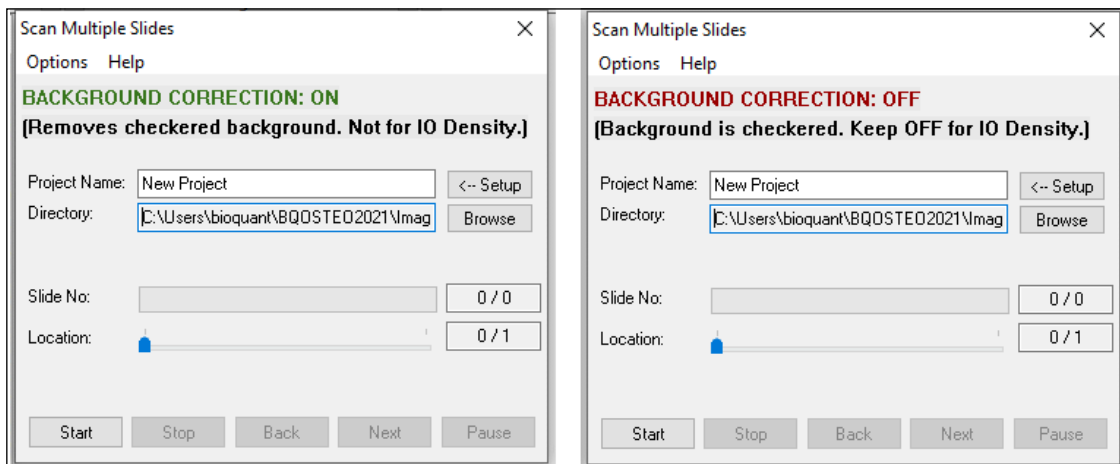 Scan Multiple Slides
Options Help
BACKGROUND CORRECTION: ON
(Removes checkered background. Not for IO Density.)
Project Name: New Project <-- Setup
Directory: C:\Users\bioquant\BQOSTEO2021\Imag Browse
Slide No: 0 / 0
Location: 0 / 1
Start Stop Back Next Pause
Scan Multiple Slides
Options Help
BACKGROUND CORRECTION: OFF
(Background is checkered. Keep OFF for IO Density.)
Project Name: New Project <-- Setup
Directory: C:\Users\bioquant\BQOSTEO2021\Imag Browse
Slide No: 0 / 0
Location: 0 / 1
Start Stop Back Next Pause